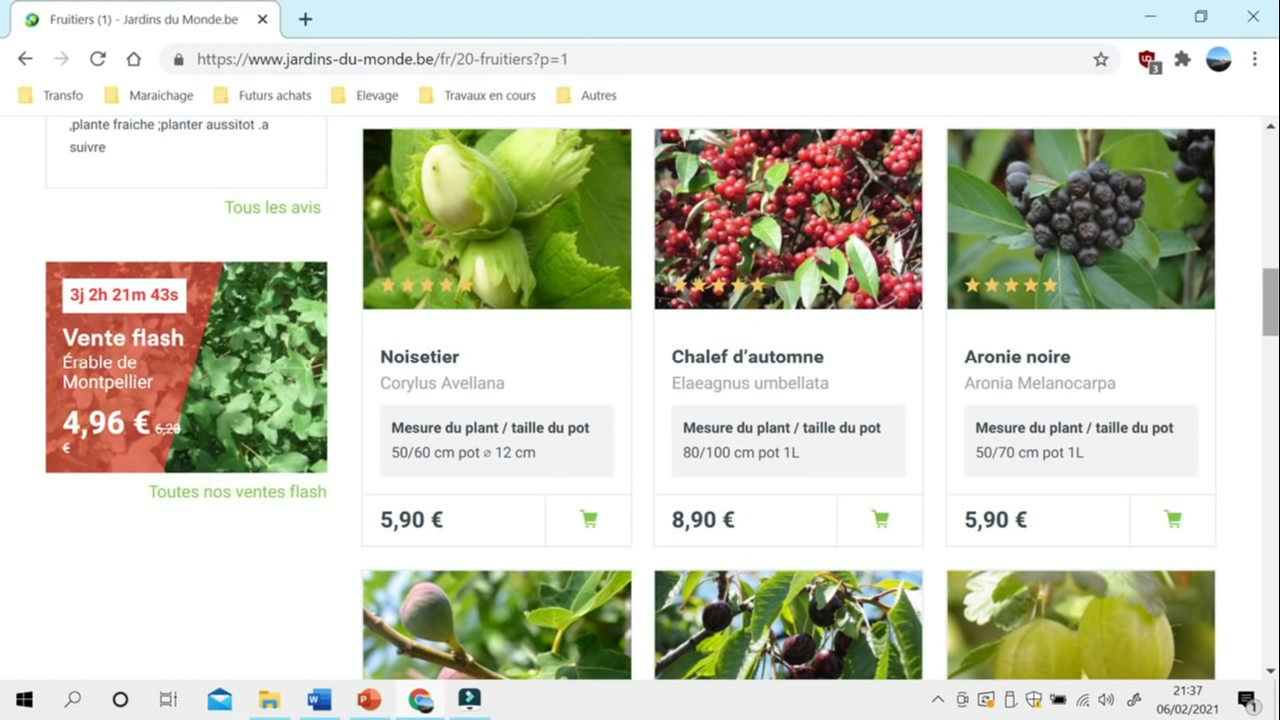 Fruitiers (1) - Jardins du Monde.be
https://www.jardins-du-monde.be/fr/20-fruitiers?p=1
3
Transfo Maraichage Futurs achats Elevage Travaux en cours Autres
,plante fraiche ;planter aussitot .a
suivre
Tous les avis
3j 2h 21m 43s
Vente flash
Érable de
Montpellier
4,96 € 6,20
€
Toutes nos ventes flash
Noisetier
Corylus Avellana
Mesure du plant / taille du pot
50/60 cm pot ⌀ 12 cm
5,90 €
Chalef d’automne
Elaeagnus umbellata
Mesure du plant / taille du pot
80/100 cm pot 1L
8,90 €
Aronie noire
Aronia Melanocarpa
Mesure du plant / taille du pot
50/70 cm pot 1L
5,90 €
21:37
06/02/2021
1